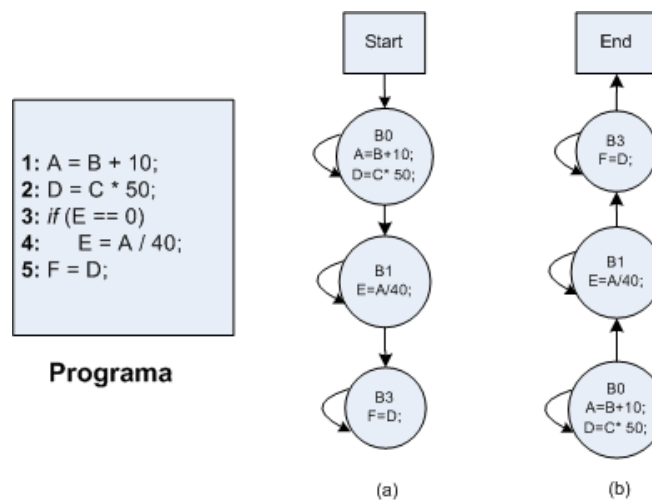 1: A = B + 10;
2: D = C * 50;
3: if (E == 0)
4: E = A / 40;
5: F = D;
Programa
Start
B0
A=B+10;
D=C* 50;
B1
E=A/40;
B3
F=D;
(a)
End
B3
F=D;
B1
E=A/40;
B0
A=B+10;
D=C* 50;
(b)